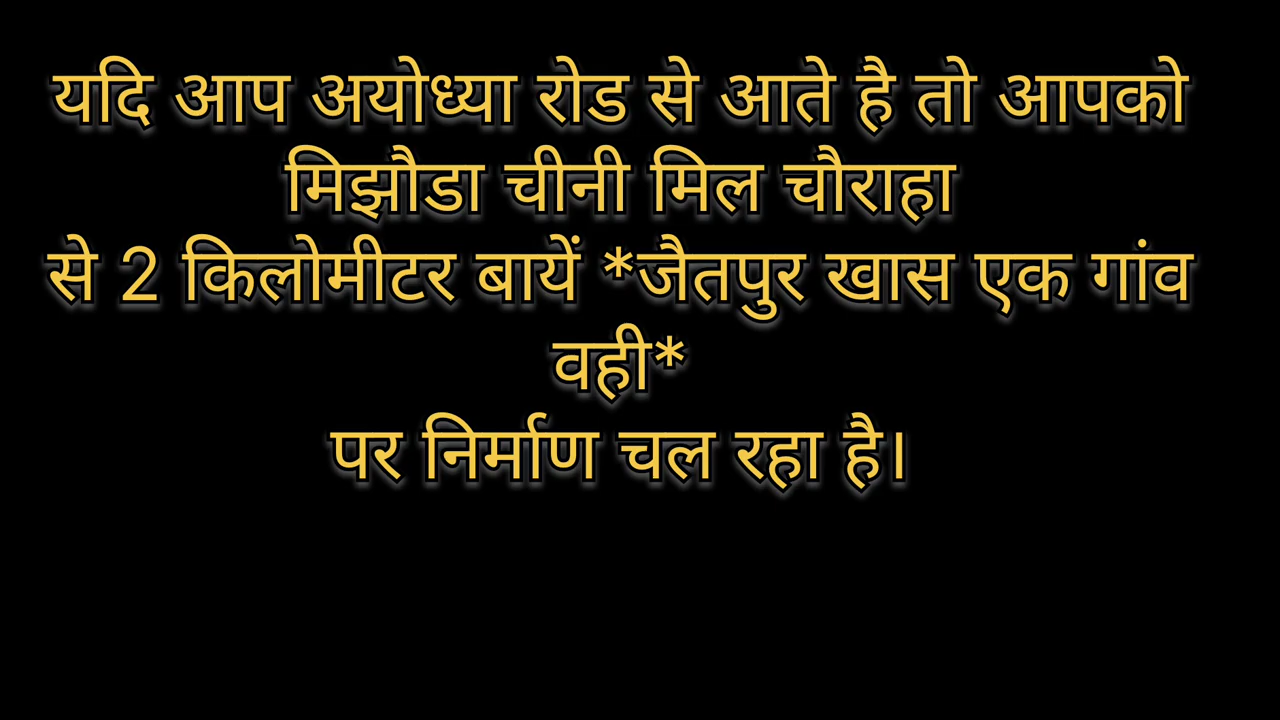 यदि आप अयोध्या रोड से आते है तो आपको
मिझौडा चीनी मिल चौराहा
से 2 किलोमीटर बायें *जैतपुर खास एक गांव
वही*
पर निर्माण चल रहा है।